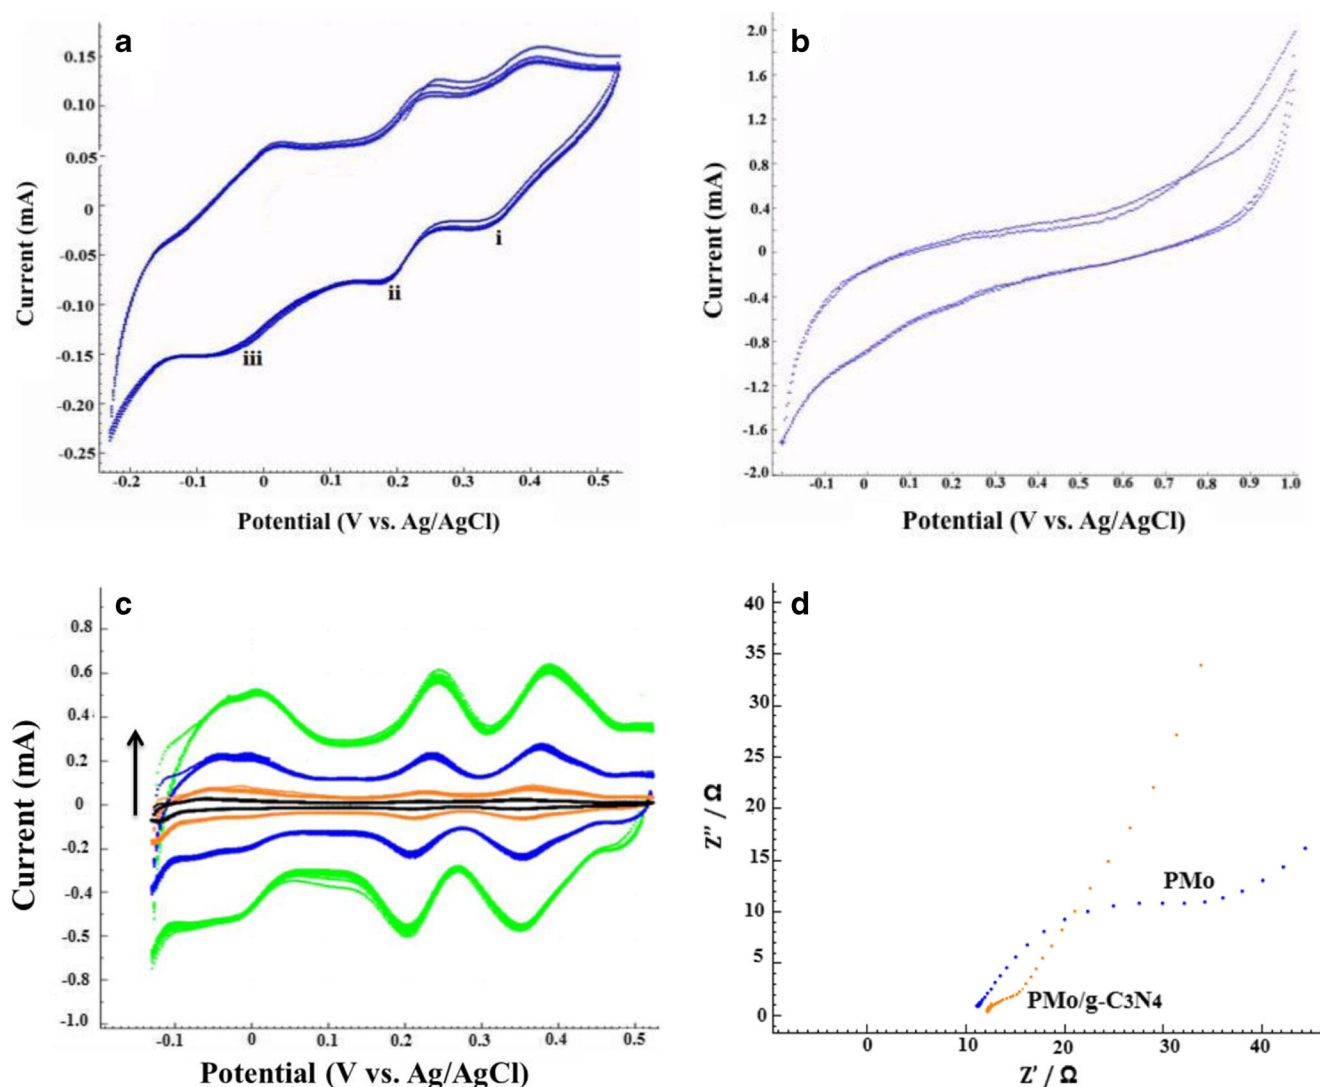 a
0.15
0.10
0.05
0
-0.05
-0.10
-0.15
-0.20
-0.25
Current (mA)
i
ii
iii
-0.2 -0.1 0 0.1 0.2 0.3 0.4 0.5
Potential (V vs. Ag/AgCl)
b
2.0
1.6
1.2
0.8
0.4
0
-0.4
-0.8
-1.2
-1.6
-2.0
Current (mA)
-0.1 0 0.1 0.2 0.3 0.4 0.5 0.6 0.7 0.8 0.9 1.0
Potential (V vs. Ag/AgCl)
c
0.8
0.6
0.4
0.2
0
-0.2
-0.4
-0.5
-0.8
-1.0
Current (mA)
-0.1 0 0.1 0.2 0.3 0.4 0.5
Potential (V vs. Ag/AgCl)
d
40
35
30
25
20
15
10
5
0
Z'' / Ω
PMo
PMo/g-C3N4
0 10 20 30 40
Z' / Ω